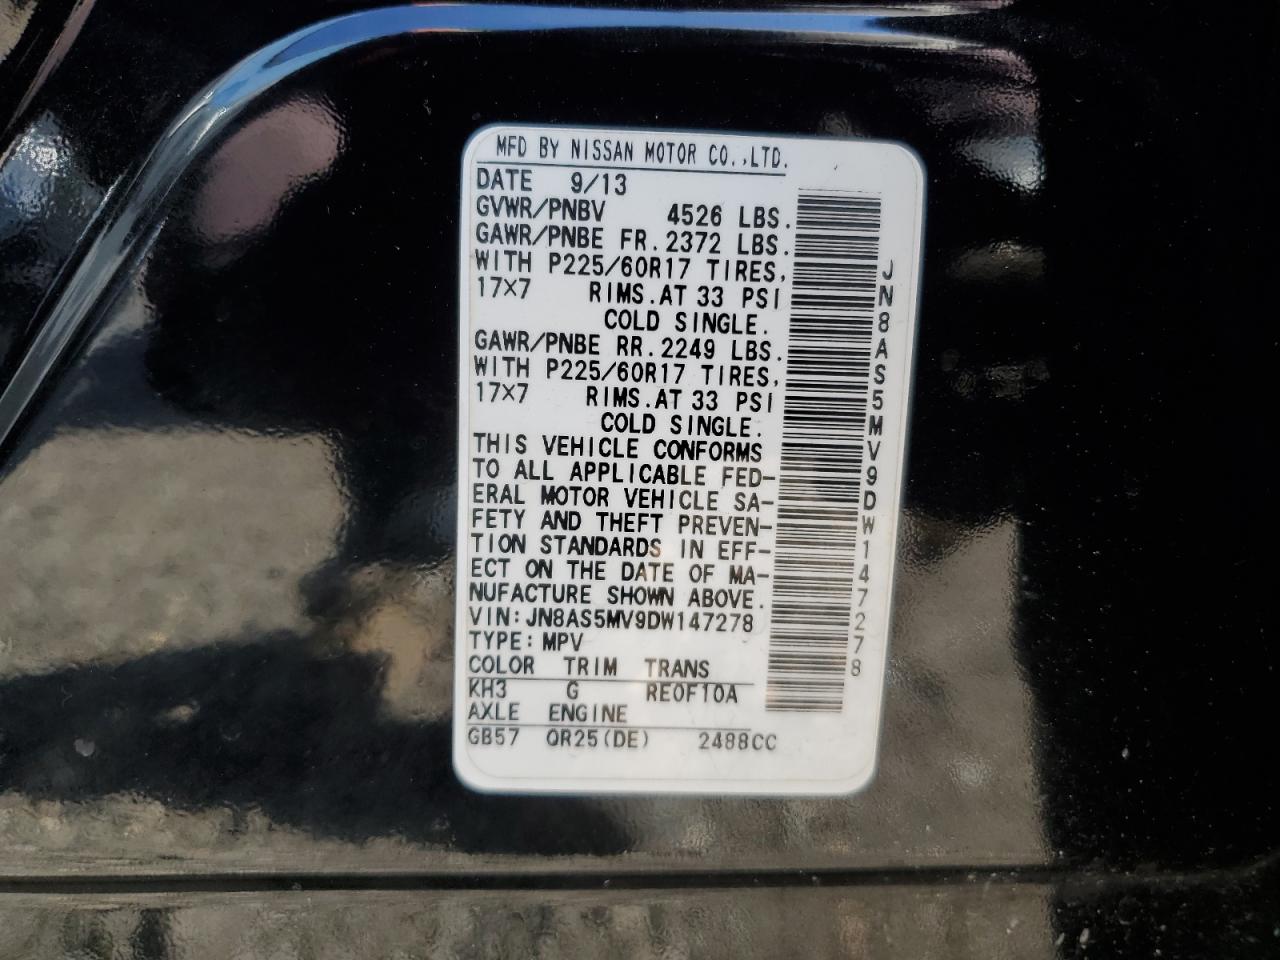 MFD BY NISSAN MOTOR CO.,LTD.
DATE 9/13
GVWR/PNBV 4526 LBS.
GAWR/PNBE FR.2372 LBS.
WITH P225/60R17 TIRES,
17×7 RIMS.AT 33 PSI
COLD SINGLE.
GAWR/PNBE RR.2249 LBS.
WITH P225/60R17 TIRES,
17×7 RIMS.AT 33 PSI
COLD SINGLE.
THIS VEHICLE CONFORMS
TO ALL APPLICABLE FED-
ERAL MOTOR VEHICLE SA-
FETY AND THEFT PREVEN-
TION STANDARDS IN EFF-
ECT ON THE DATE OF MA-
NUFACTURE SHOWN ABOVE.
VIN:JN8AS5MV9DW147278
TYPE:MPV
COLOR TRIM TRANS
KH3 G RE0F10A
AXLE ENGINE
GB57 QR25(DE) 2488CC
JN8AS5MV9DW147278